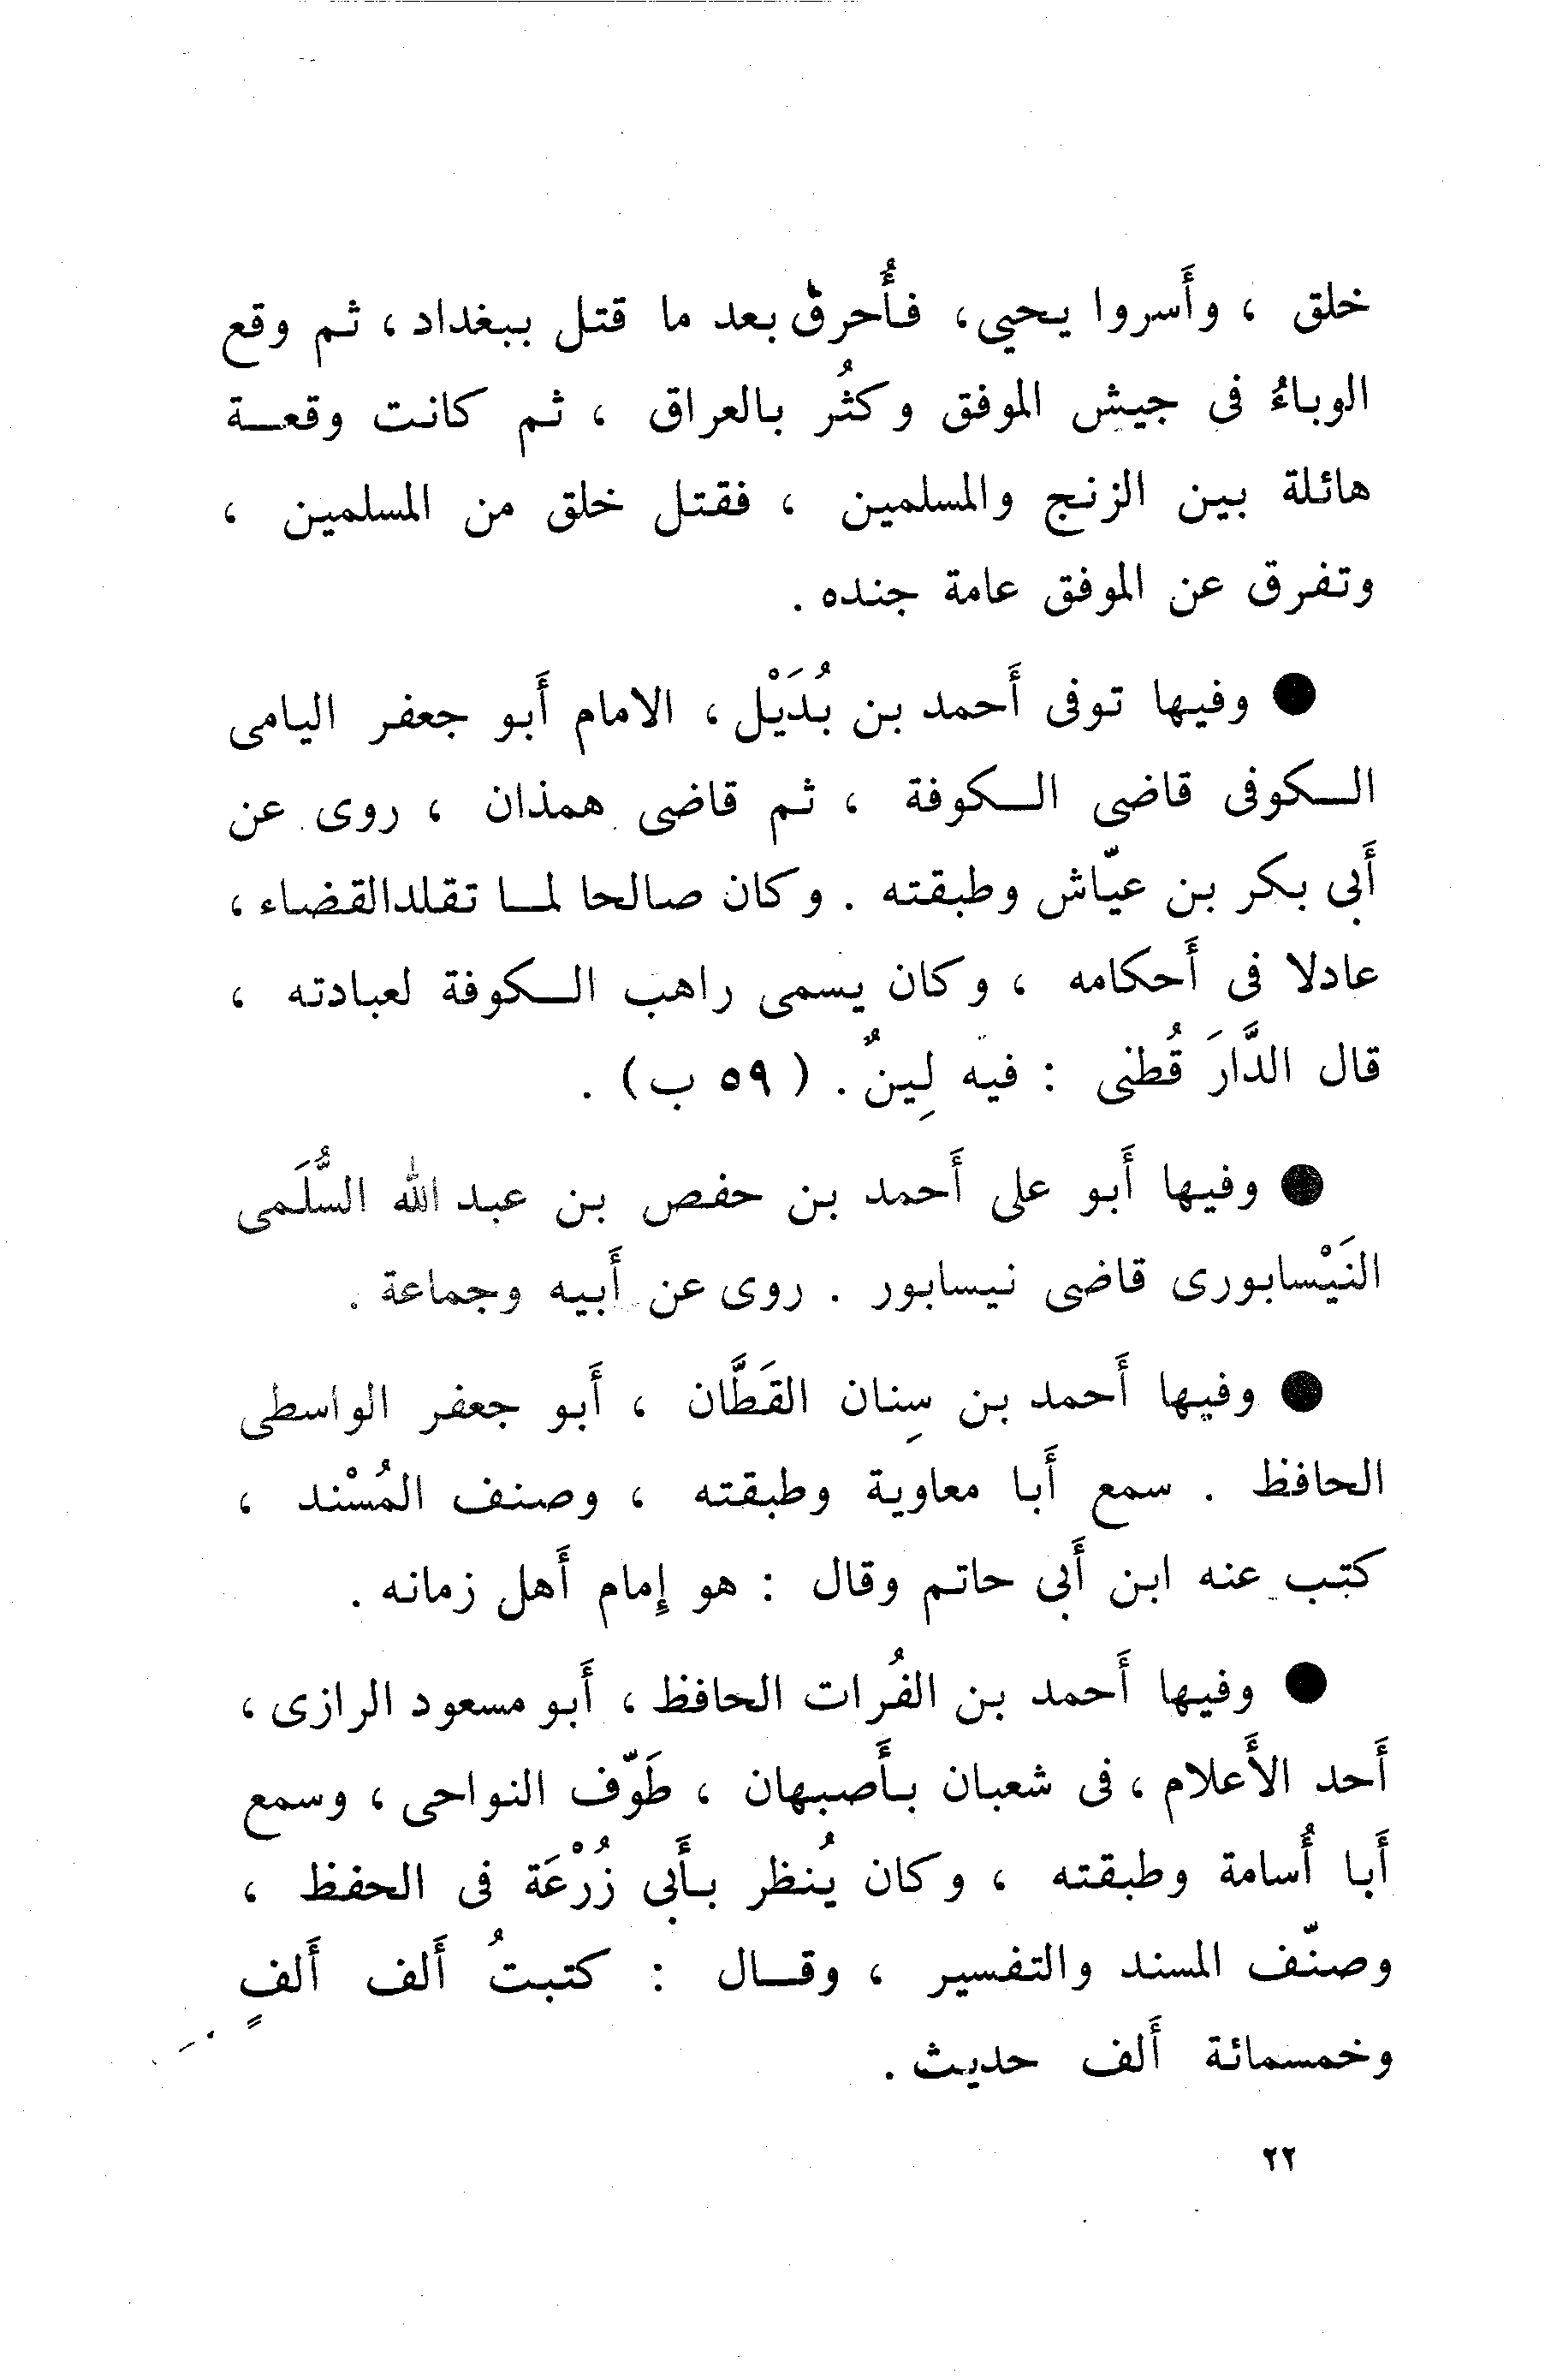 خلق ، وأَسروا يحيي، فأُحرق بعد ما قتل ببغداد، ثم وقع
الوباءُ فى جيش الموفق وكثُر بالعراق ، ثم كانت وقعة
هائلة بين الزنج والمسلمين ، فقتل خلق من المسلمين ،
وتفرق عن الموفق عامة جنده .
● وفيها توفى أَحمد بن بُدَيْل، الامام أَبو جعفر اليامى
الكوفى قاضى الكوفة ، ثم قاضى همذان ، روى عن
أَبى بكر بن عيّاش وطبقته . وكان صالحا لما تقلد القضاء،
عادلا فى أَحكامه ، وكان يسمى راهب الكوفة لعبادته ،
قال الدَّارَ قُطنى : فيه لِينٌ . ( ٥٩ ب) .
● وفيها أَبو على أَحمد بن حفص بن عبد الله السُّلَمى
النَيْسابورى قاضى نيسابور . روى عن أَبيه وجماعة .
● وفيها أَحمد بن سِنان القَطَّان ، أَبو جعفر الواسطى
الحافظ . سمع أَبا معاوية وطبقته ، وصنف المُسْند ،
كتب عنه ابن أَبى حاتم وقال : هو إمام أَهل زمانه .
● وفيها أَحمد بن الفُرات الحافظ ، أَبو مسعود الرازى ،
أَحد الأَعلام ، فى شعبان بأَصبهان ، طَوّف النواحى ، وسمع
أَبا أُسامة وطبقته ، وكان يُنظر بأَبى زُرْعَة فى الحفظ ،
وصنّف المسند والتفسير ، وقال : كتبتُ أَلف أَلفٍ
وخمسمائة أَلف حديث .
٢٢